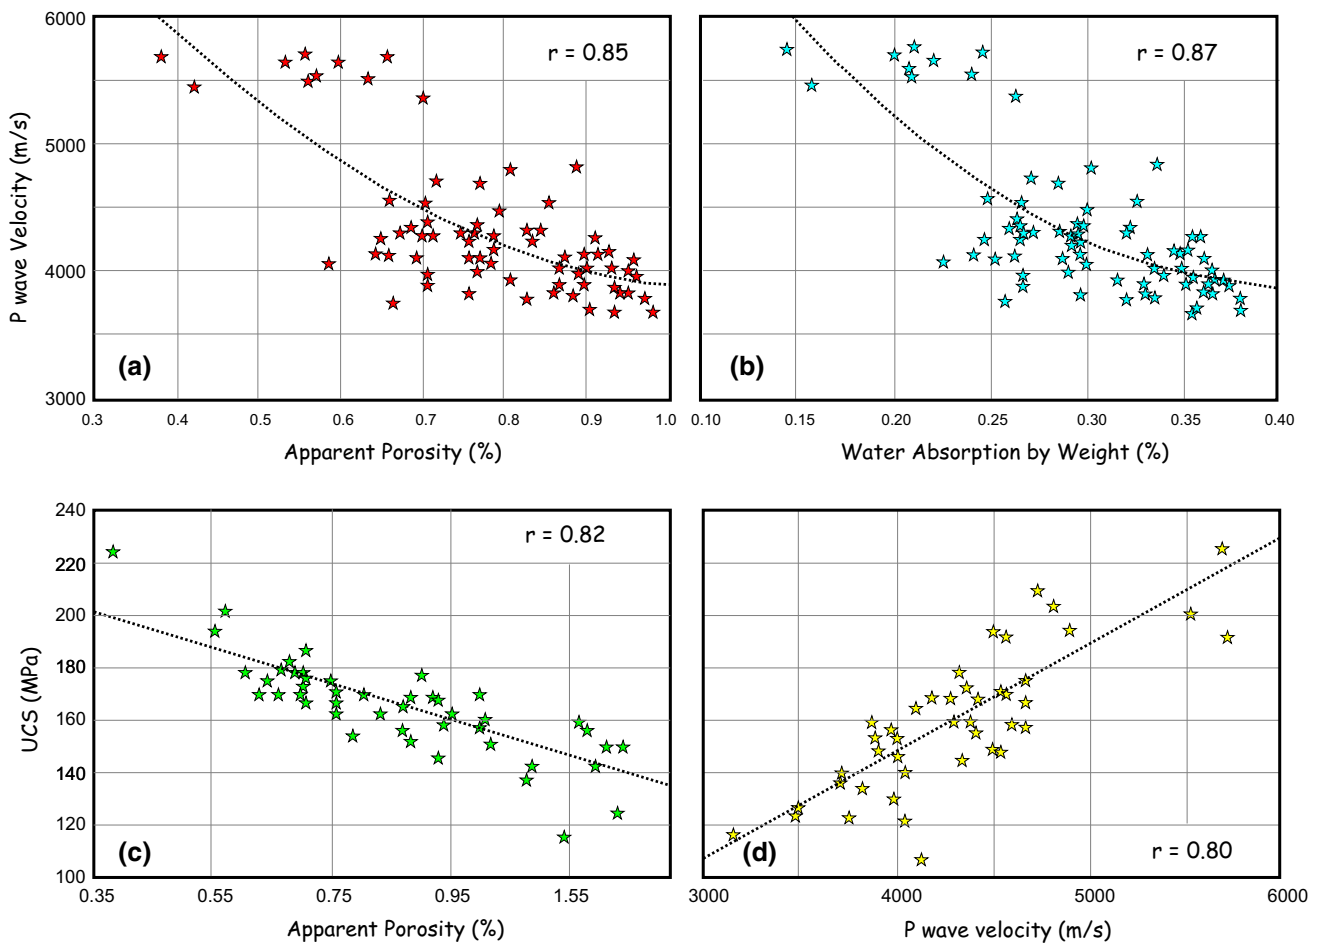 6000
5000
4000
3000
P wave Velocity (m/s)
r = 0.85
(a)
0.3 0.4 0.5 0.6 0.7 0.8 0.9 1.0
Apparent Porosity (%)
r = 0.87
(b)
0.10 0.15 0.20 0.25 0.30 0.35 0.40
Water Absorption by Weight (%)
240
220
200
180
160
140
120
100
UCS (MPa)
r = 0.82
(c)
0.35 0.55 0.75 0.95 1.55
Apparent Porosity (%)
r = 0.80
(d)
3000 4000 5000 6000
P wave velocity (m/s)